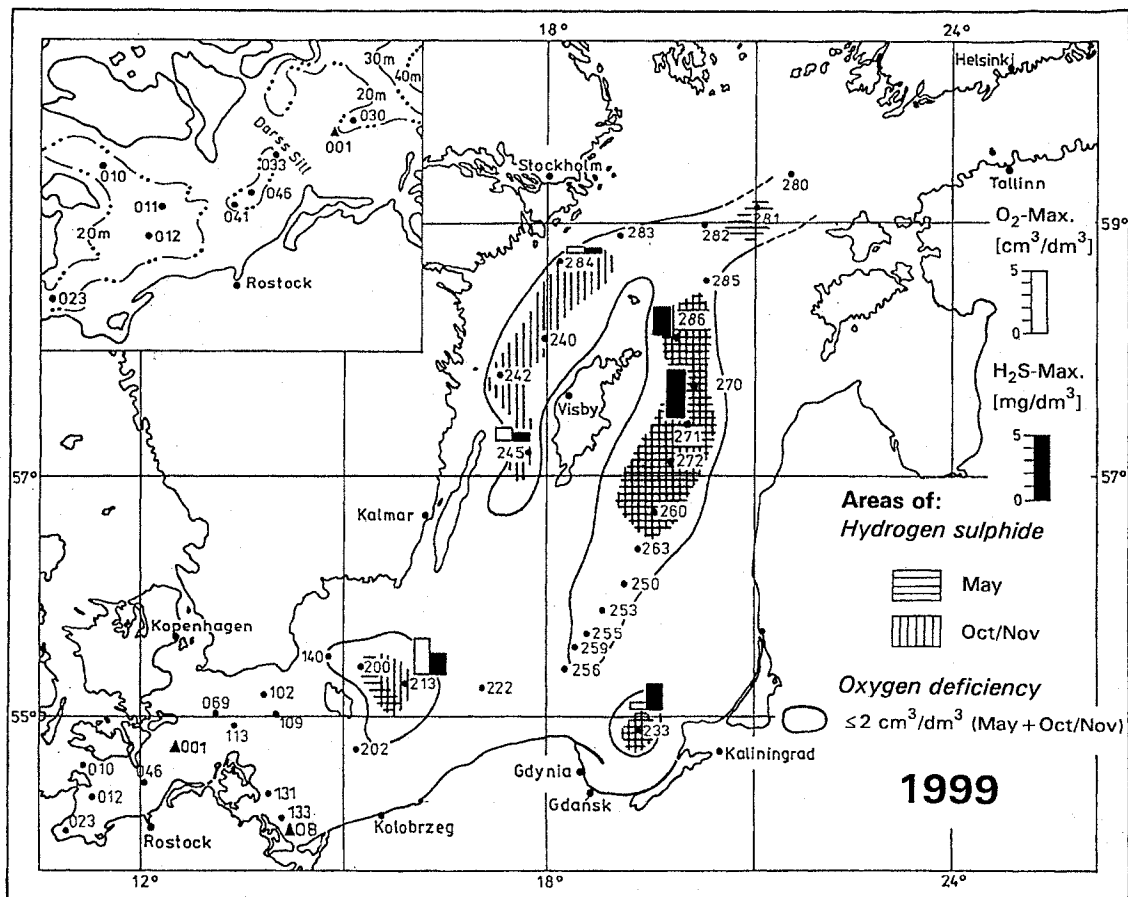 18°
24°
30m
40m
20m
030
001
Darss Sill
033
010
046
041
011
012
20m
Rostock
023
Helsinki
Stockholm
280
Tallinn
O₂-Max.
[cm³/dm³]
5
0
281
59°
283
282
284
285
286
240
H₂S-Max.
[mg/dm³]
5
0
242
270
Visby
271
245
272
57°
57°
Kalmar
260
Areas of:
Hydrogen sulphide
263
250
May
253
Kopenhagen
255
Oct/Nov
259
140
200
256
213
222
102
Oxygen deficiency
≤2 cm³/dm³ (May + Oct/Nov)
069
109
55°
55°
113
233
001
202
Kaliningrad
010
Gdynia
046
1999
012
131
Gdańsk
133
08
023
Rostock
Kolobrzeg
12°
18°
24°